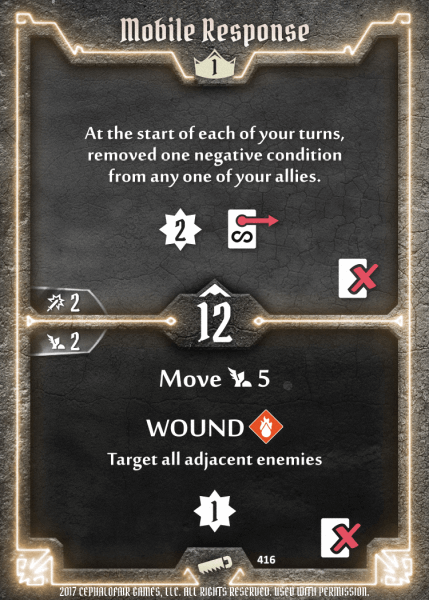 Mobile Response
1
At the start of each of your turns,
removed one negative condition
from any one of your allies.
2
2
12
2
Move 5
WOUND
Target all adjacent enemies
1
416
2017 CEPHALOFAIR GAMES, LLC. ALL RIGHTS RESERVED. USED WITH PERMISSION.